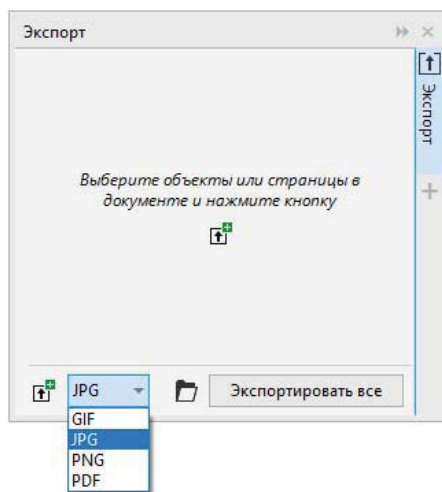 Экспорт
Экспорт
Выберите объекты или страницы в
документе и нажмите кнопку
JPG
Экспортировать все
GIF
JPG
PNG
PDF